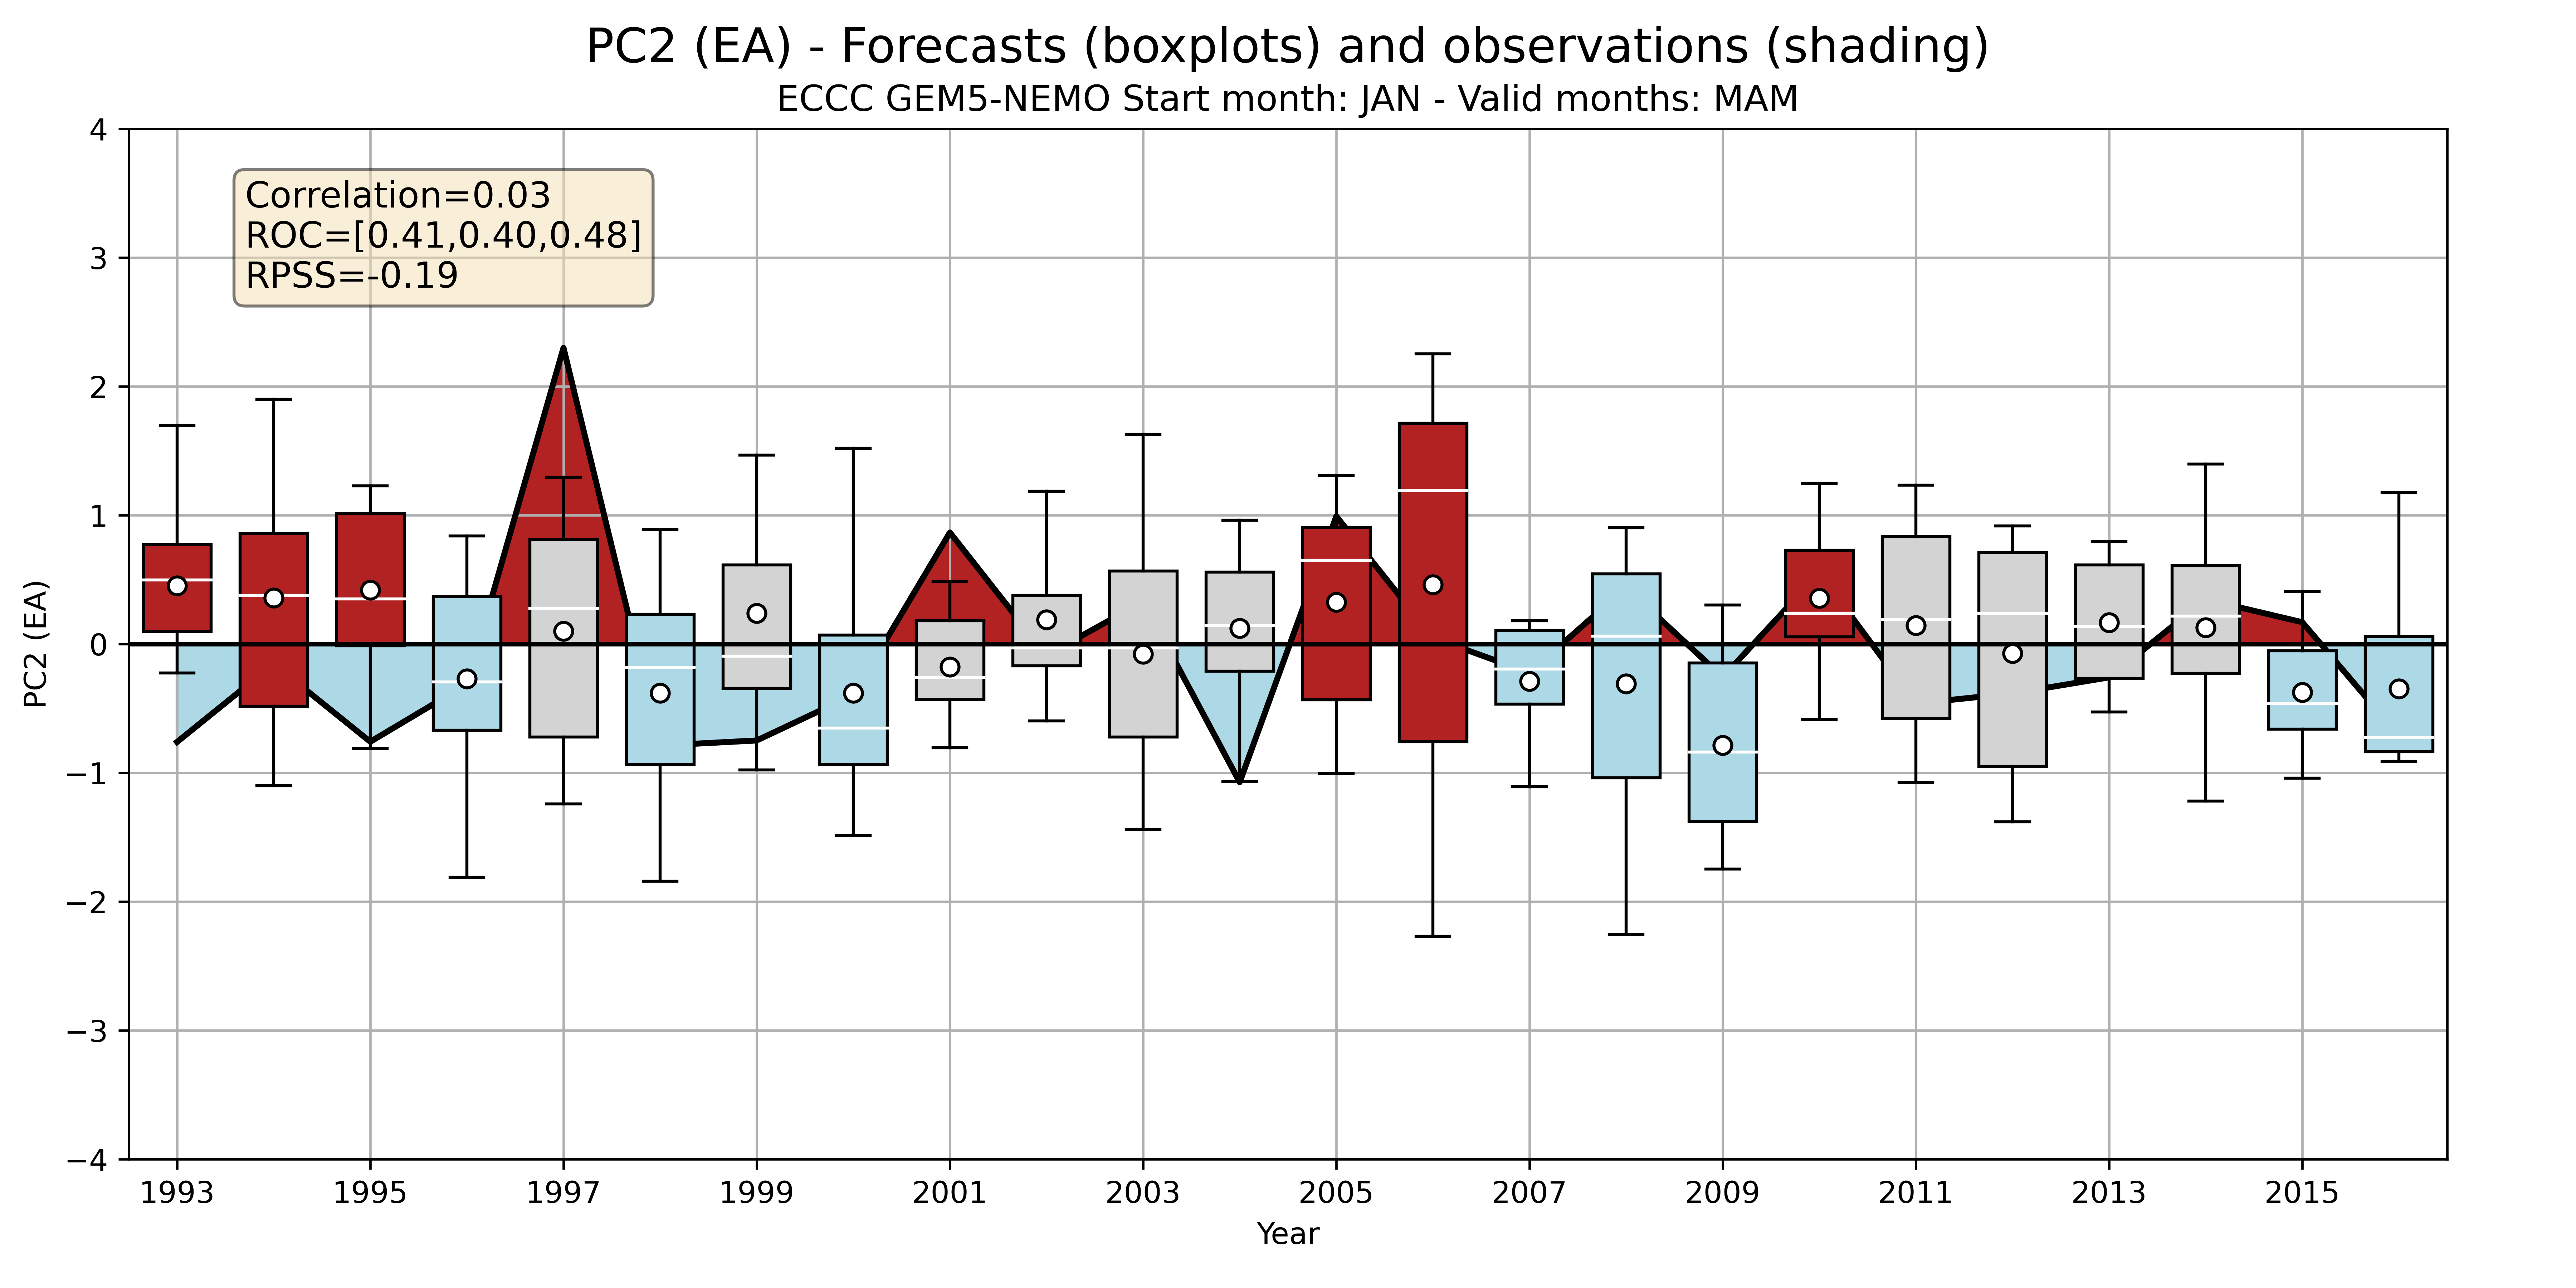 PC2 (EA) - Forecasts (boxplots) and observations (shading)
ECCC GEM5-NEMO Start month: JAN - Valid months: MAM
Correlation=0.03
ROC=[0.41,0.40,0.48]
RPSS=-0.19
PC2 (EA)
4
3
2
1
0
−1
−2
−3
−4
1993 1995 1997 1999 2001 2003 2005 2007 2009 2011 2013 2015
Year